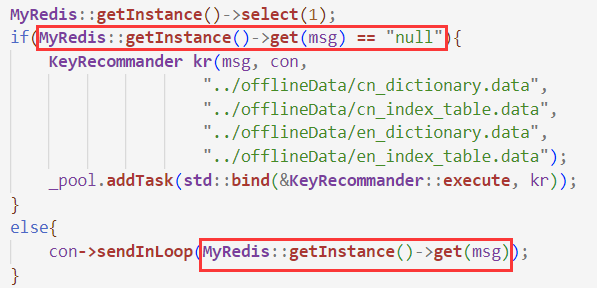 MyRedis::getInstance()->select(1);
if(MyRedis::getInstance()->get(msg) == "null"){
KeyRecommander kr(msg, con,
"../offlineData/cn_dictionary.data",
"../offlineData/cn_index_table.data",
"../offlineData/en_dictionary.data",
"../offlineData/en_index_table.data");
_pool.addTask(std::bind(&KeyRecommander::execute, kr));
}
else{
con->sendInLoop(MyRedis::getInstance()->get(msg));
}